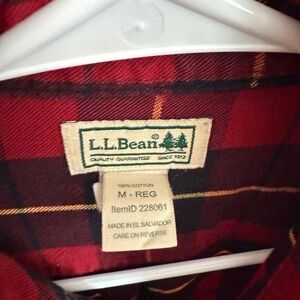 L.L.Bean®
QUALITY GUARANTEED SINCE 1912
100% COTTON
M - REG
ItemID 228061
MADE IN EL SALVADOR
CARE ON REVERSE